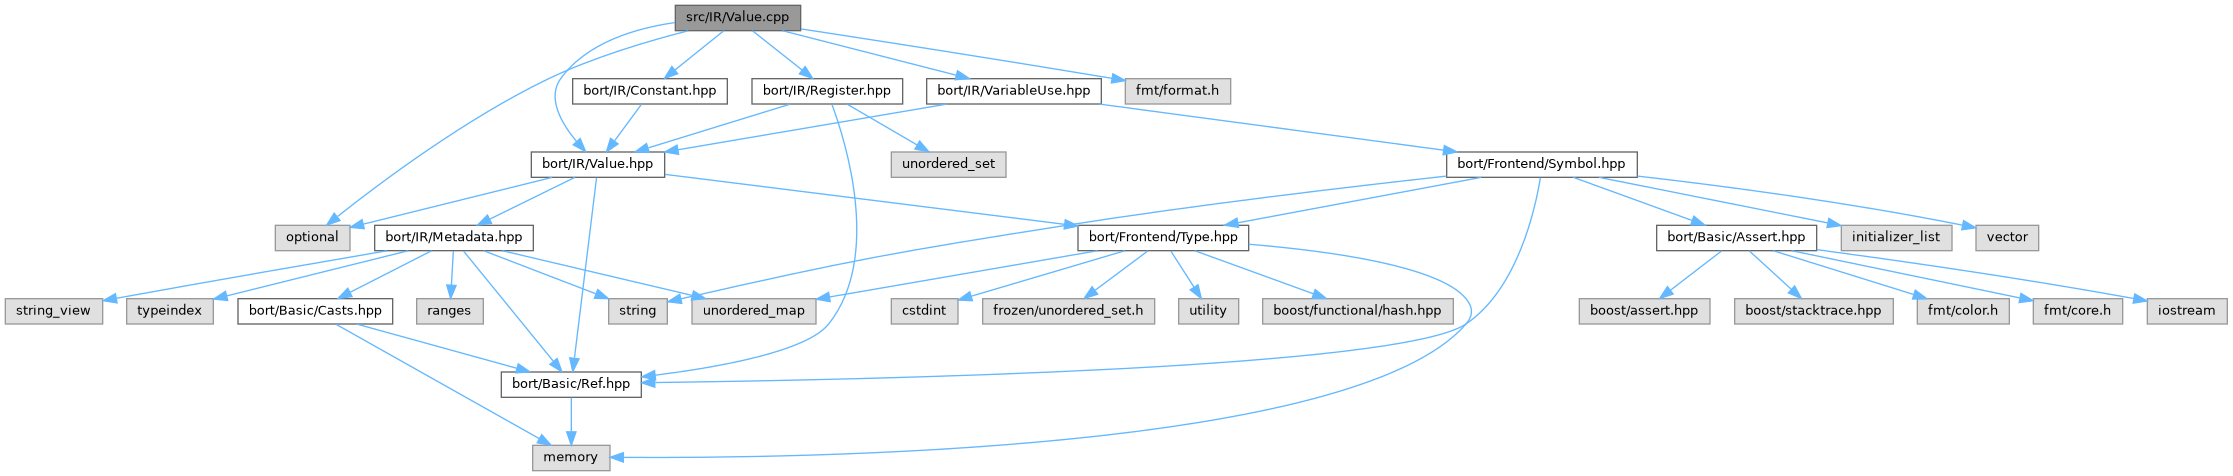 src/IR/Value.cpp
bort/IR/Constant.hpp
bort/IR/Register.hpp
bort/IR/VariableUse.hpp
fmt/format.h
bort/IR/Value.hpp
unordered_set
bort/Frontend/Symbol.hpp
optional
bort/IR/Metadata.hpp
bort/Frontend/Type.hpp
bort/Basic/Assert.hpp
initializer_list
vector
string_view
typeindex
bort/Basic/Casts.hpp
ranges
string
unordered_map
cstdint
frozen/unordered_set.h
utility
boost/functional/hash.hpp
boost/assert.hpp
boost/stacktrace.hpp
fmt/color.h
fmt/core.h
iostream
bort/Basic/Ref.hpp
memory